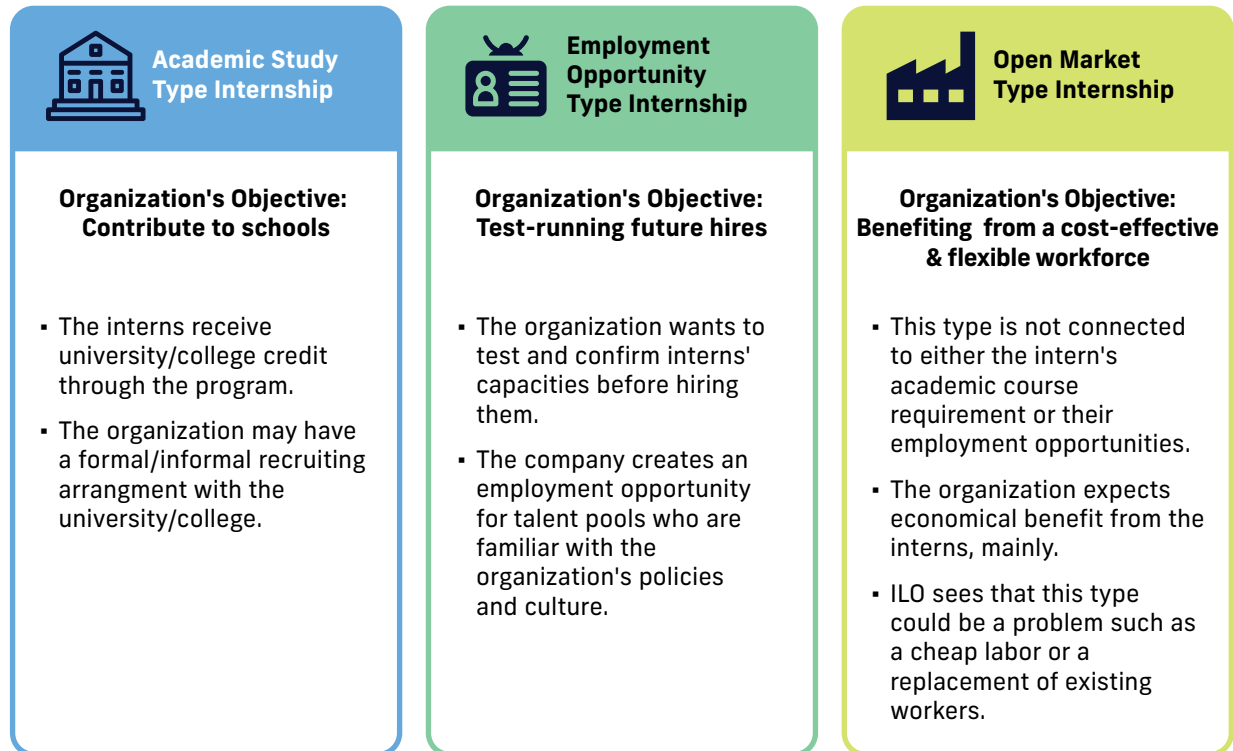 Academic Study
Type Internship
Organization's Objective:
Contribute to schools
▪ The interns receive
university/college credit
through the program.
▪ The organization may have
a formal/informal recruiting
arrangment with the
university/college.
Employment
Opportunity
Type Internship
Organization's Objective:
Test-running future hires
▪ The organization wants to
test and confirm interns'
capacities before hiring
them.
▪ The company creates an
employment opportunity
for talent pools who are
familiar with the
organization's policies
and culture.
Open Market
Type Internship
Organization's Objective:
Benefiting from a cost-effective
& flexible workforce
▪ This type is not connected
to either the intern's
academic course
requirement or their
employment opportunities.
▪ The organization expects
economical benefit from the
interns, mainly.
▪ ILO sees that this type
could be a problem such as
a cheap labor or a
replacement of existing
workers.